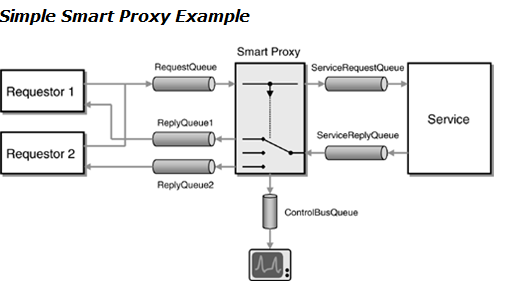 Simple Smart Proxy Example
Smart Proxy
RequestQueue
ServiceRequestQueue
Requestor 1
Service
ReplyQueue1
ServiceReplyQueue
Requestor 2
ReplyQueue2
ControlBusQueue